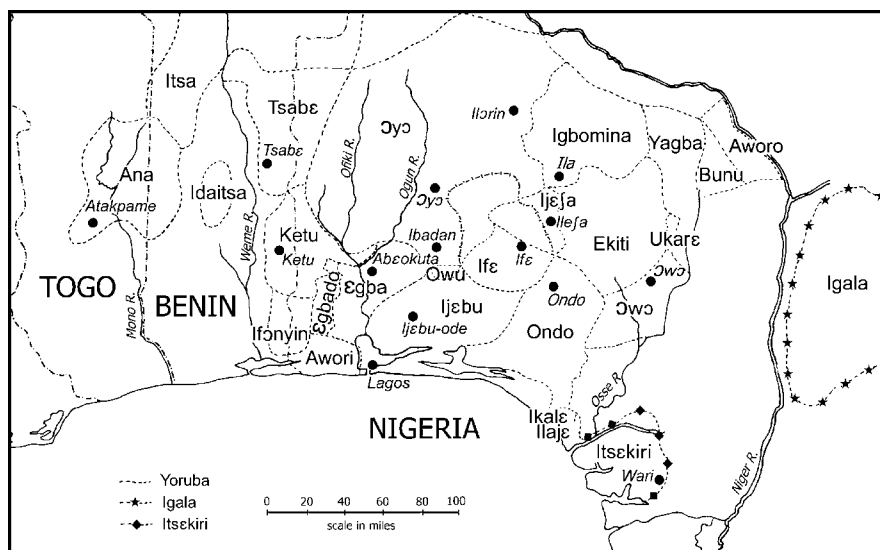 Itsa
Tsabɛ
Ɔyɔ
Ilɔrin
Igbomina
Yagba
Aworo
Bunu
Ana
Atakpame
Tsabɛ
Idaitsa
Ofiki R.
Ogun R.
Ɔyɔ
Ila
Ijɛʃa
Ileʃa
Weme R.
Ketu
Ketu
Ibadan
Abɛokuta
Owu
Ifɛ
Ifɛ
Ekiti
Ukarɛ
Ɔwɔ
Igala
TOGO
BENIN
Mono R.
Ɛgbado
Ɛgba
Ijɛbu
Ijɛbu-ode
Ondo
Ondo
Ɔwɔ
Ifɔnyin
Awori
Lagos
Osse R.
NIGERIA
Ikalɛ
Ilajɛ
Itsɛkiri
Wari
Niger R.
Yoruba
Igala
Itsɛkiri
0 20 40 60 80 100
scale in miles